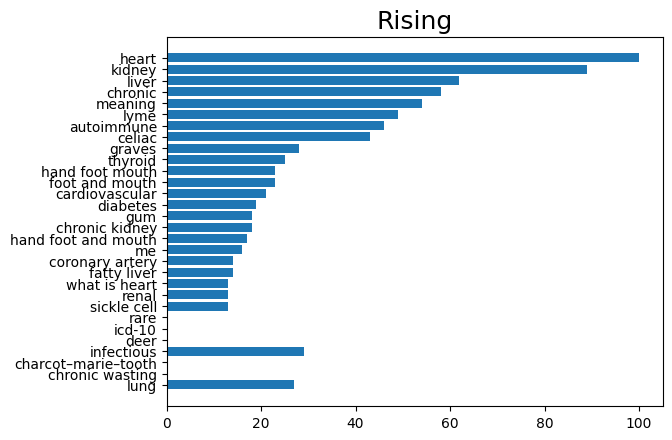 Rising
heart
kidney
liver
chronic
meaning
lyme
autoimmune
celiac
graves
thyroid
hand foot mouth
foot and mouth
cardiovascular
diabetes
gum
chronic kidney
hand foot and mouth
me
coronary artery
fatty liver
what is heart
renal
sickle cell
rare
icd-10
deer
infectious
charcot–marie–tooth
chronic wasting
lung
0 20 40 60 80 100